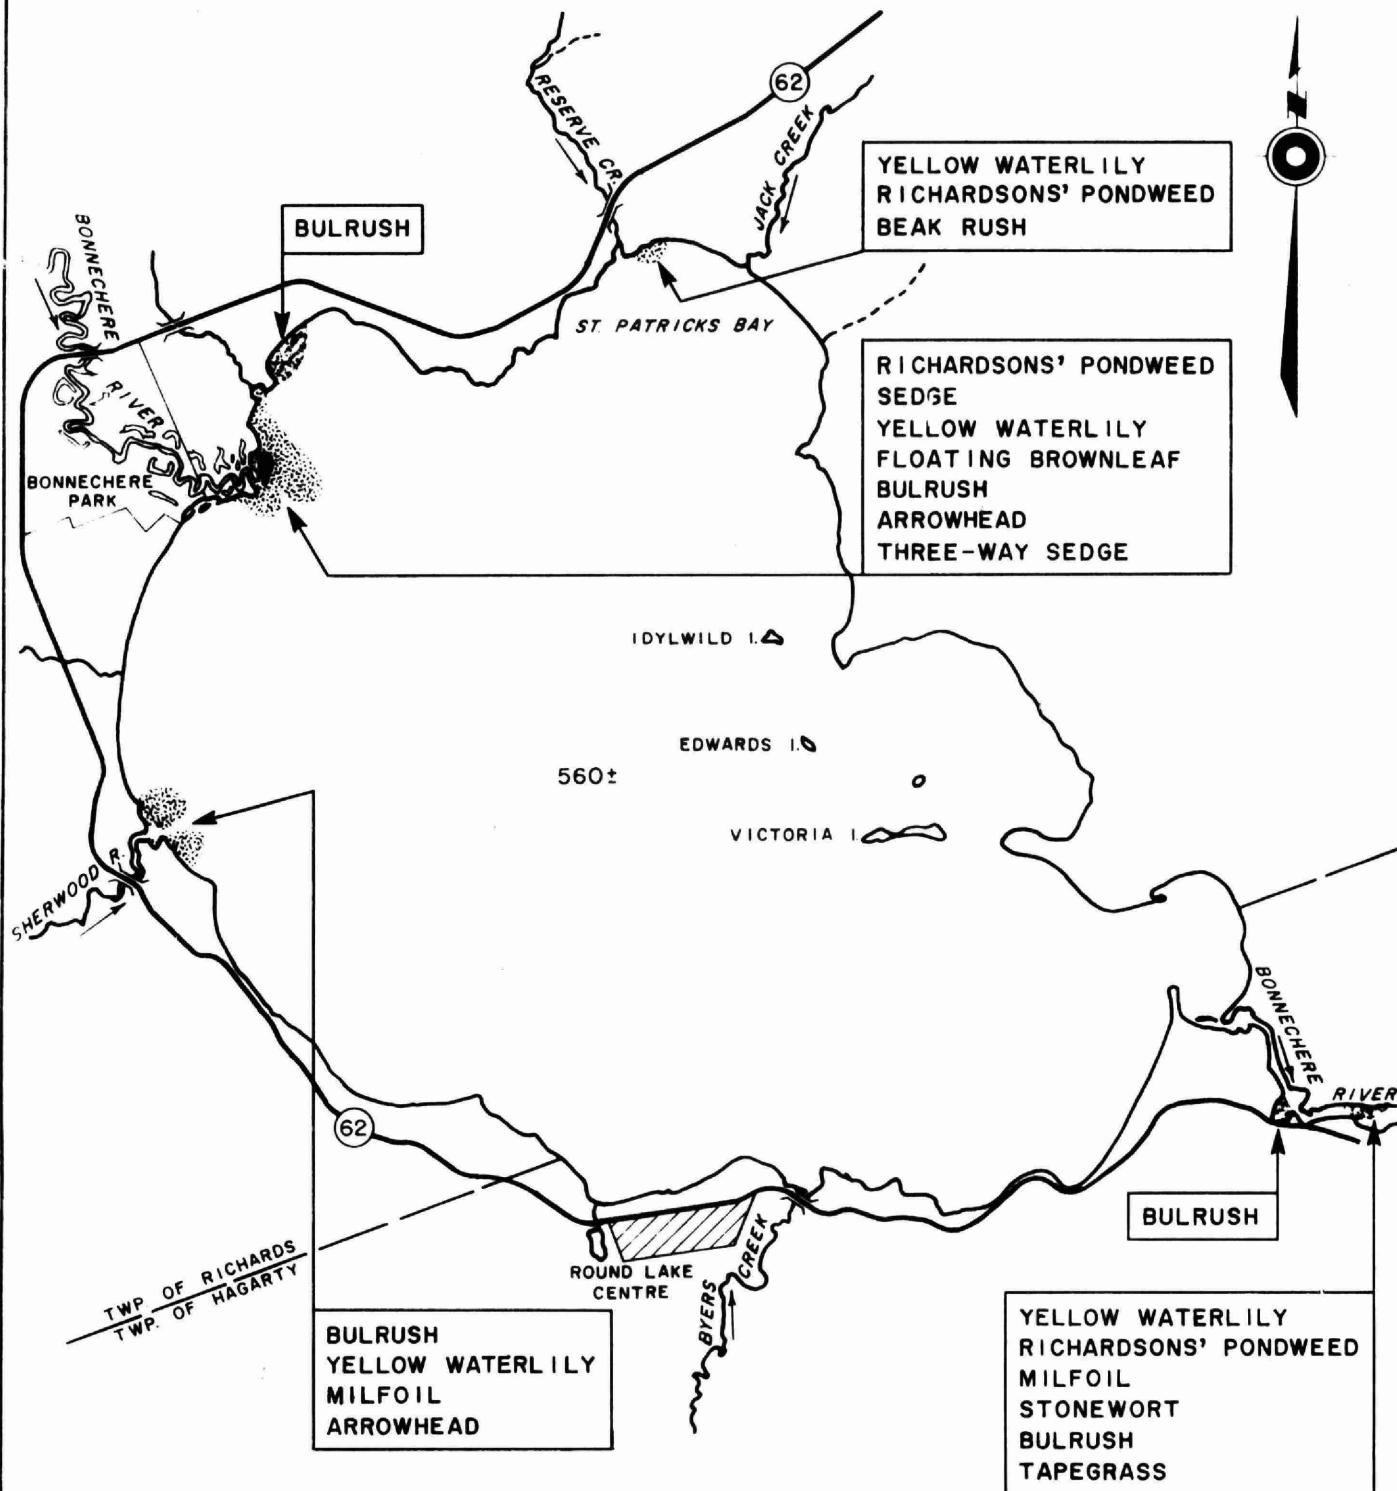 62
RESERVE CR.
JACK CREEK
YELLOW WATERLILY
RICHARDSONS' PONDWEED
BEAK RUSH
N
BULRUSH
BONNECHERE
RIVER
ST. PATRICKS BAY
RICHARDSONS' PONDWEED
SEDGE
YELLOW WATERLILY
FLOATING BROWNLEAF
BULRUSH
ARROWHEAD
THREE-WAY SEDGE
BONNECHERE
PARK
IDYLWILD I.
EDWARDS I.
560±
VICTORIA I.
SHERWOOD R.
BONNECHERE
RIVER
62
BULRUSH
TWP. OF RICHARDS
TWP. OF HAGARTY
ROUND LAKE
CENTRE
BYERS CREEK
BULRUSH
YELLOW WATERLILY
MILFOIL
ARROWHEAD
YELLOW WATERLILY
RICHARDSONS' PONDWEED
MILFOIL
STONEWORT
BULRUSH
TAPEGRASS